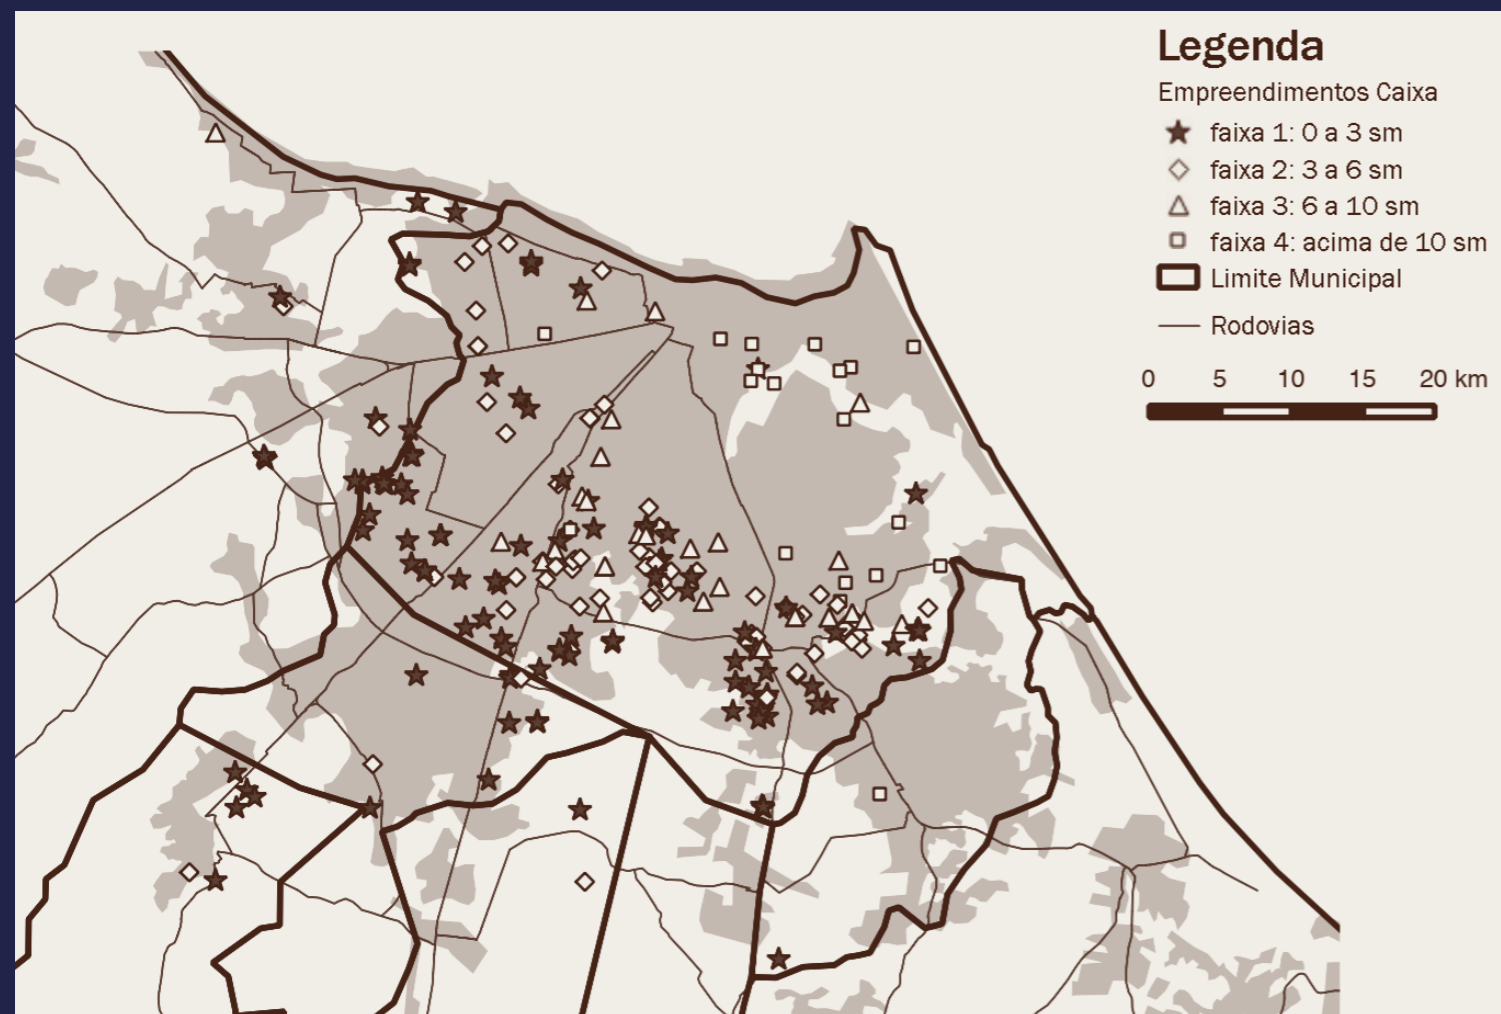 Legenda
Empreendimentos Caixa
faixa 1: 0 a 3 sm
faixa 2: 3 a 6 sm
faixa 3: 6 a 10 sm
faixa 4: acima de 10 sm
Limite Municipal
Rodovias
0 5 10 15 20 km